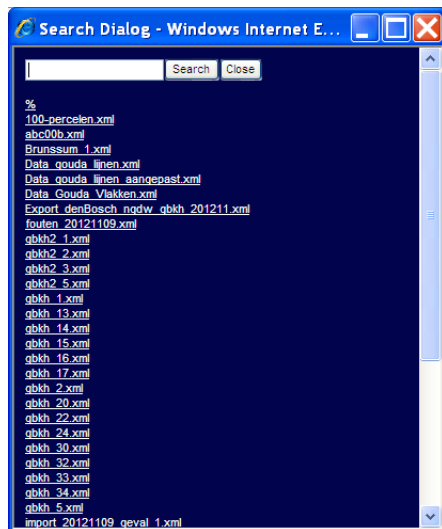 Search Dialog - Windows Internet E...
Search Close
%
100-percelen.xml
abc00b.xml
Brunssum_1.xml
Data_gouda_lijnen.xml
Data_gouda_lijnen_aangepast.xml
Data_Gouda_Vlakken.xml
Export_denBosch_ngdw_gbkh_201211.xml
fouten_20121109.xml
gbkh2_1.xml
gbkh2_2.xml
gbkh2_3.xml
gbkh2_5.xml
gbkh_1.xml
gbkh_13.xml
gbkh_14.xml
gbkh_15.xml
gbkh_16.xml
gbkh_17.xml
gbkh_2.xml
gbkh_20.xml
gbkh_22.xml
gbkh_24.xml
gbkh_30.xml
gbkh_32.xml
gbkh_33.xml
gbkh_34.xml
gbkh_5.xml
import_20121109_geval_1.xml